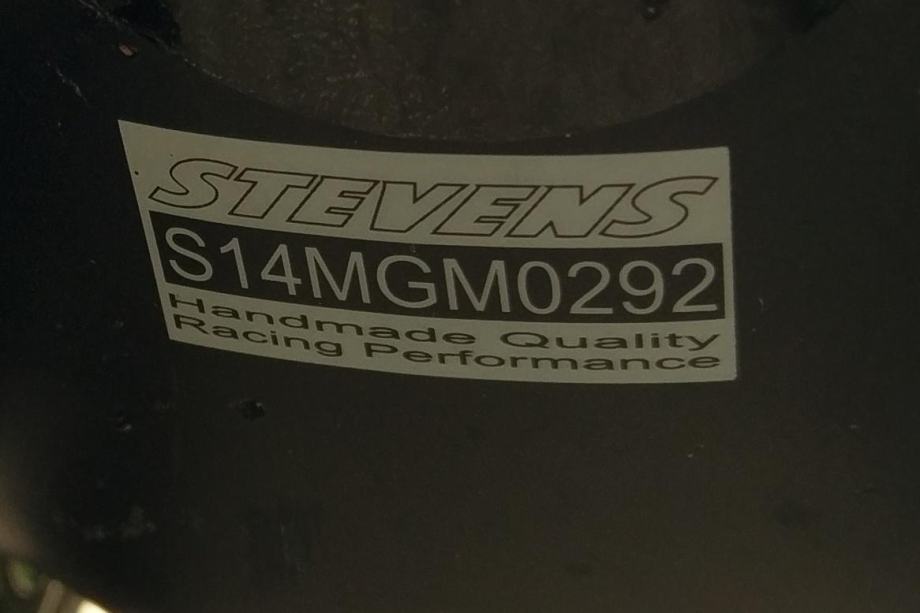 STEVENS
S14MGM0292
Handmade Quality
Racing Performance